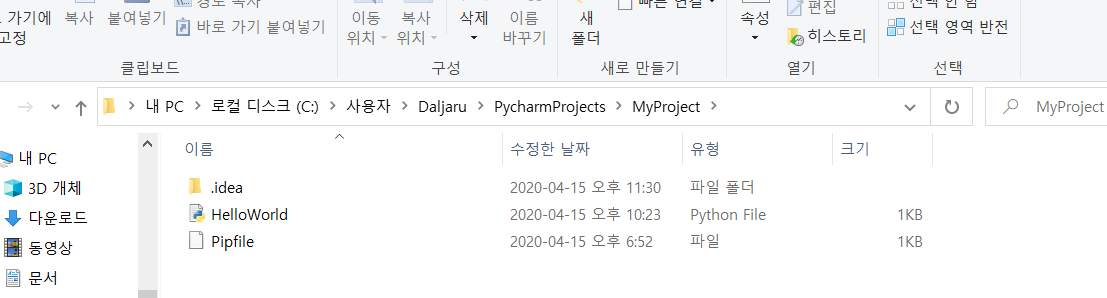 가기에 복사 붙여넣기 경로 복사 이동 복사 삭제 이름 새 빠른 연결 속성 편집 선택 안 함
고정 바로 가기 붙여넣기 위치 위치 바꾸기 폴더 히스토리 선택 영역 반전
클립보드 구성 새로 만들기 열기 선택
내 PC 로컬 디스크 (C:) 사용자 Daljaru PycharmProjects MyProject MyProject
이름 수정한 날짜 유형 크기
내 PC
3D 개체 .idea 2020-04-15 오후 11:30 파일 폴더
다운로드 HelloWorld 2020-04-15 오후 10:23 Python File 1KB
동영상 Pipfile 2020-04-15 오후 6:52 파일 1KB
문서